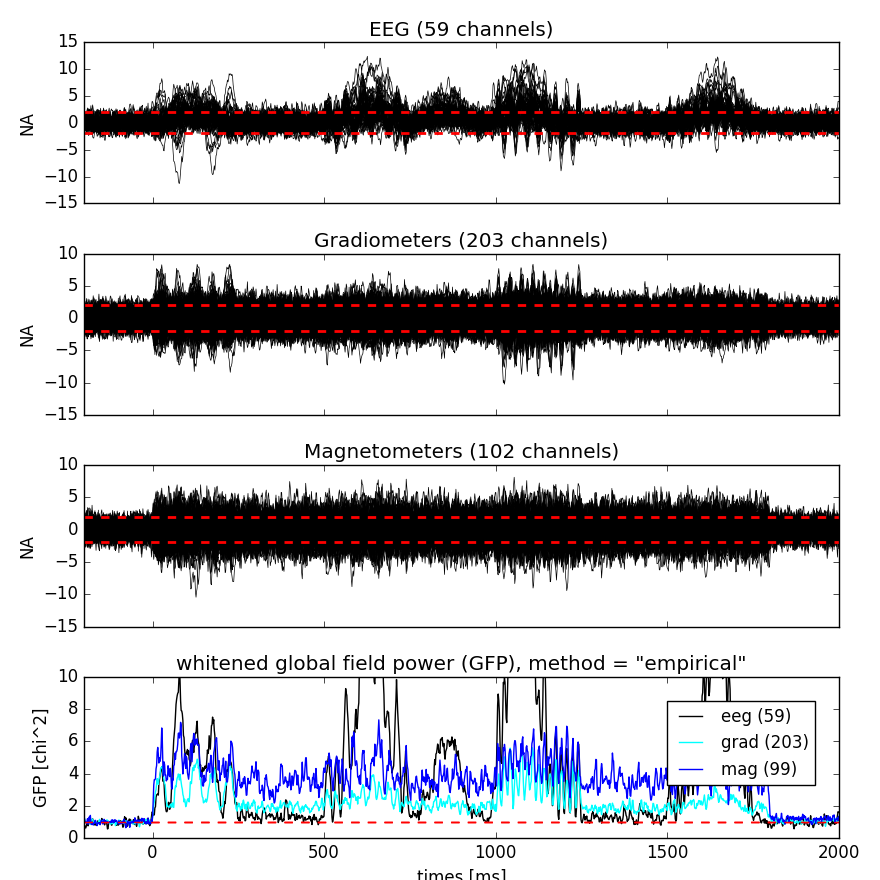 EEG (59 channels)
15
10
5
0
−5
−10
−15
NA
Gradiometers (203 channels)
10
5
0
−5
−10
−15
NA
Magnetometers (102 channels)
10
5
0
−5
−10
−15
NA
whitened global field power (GFP), method = "empirical"
10
8
6
4
2
0
GFP [chi^2]
eeg (59)
grad (203)
mag (99)
0 500 1000 1500 2000
times [ms]